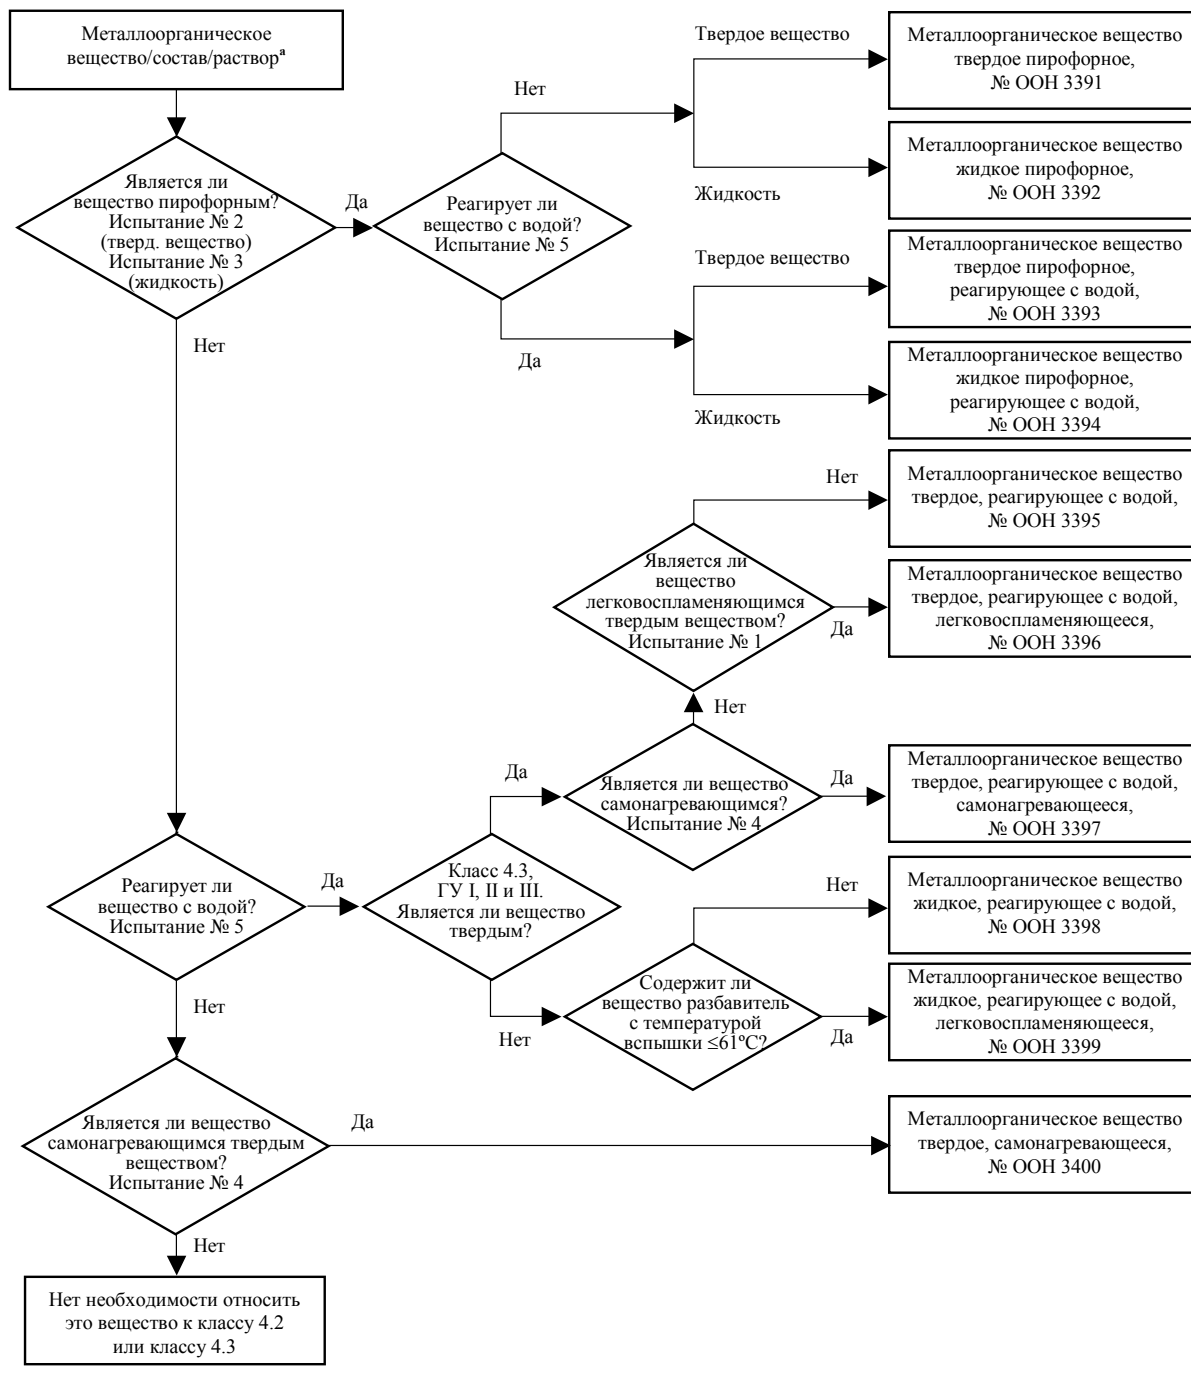 Металлоорганическое
вещество/состав/растворᵃ
Является ли
вещество пирофорным?
Испытание № 2
(тверд. вещество)
Испытание № 3
(жидкость)
Да
Нет
Реагирует ли
вещество с водой?
Испытание № 5
Нет
Да
Твердое вещество
Жидкость
Твердое вещество
Жидкость
Металлоорганическое вещество
твердое пирофорное,
№ ООН 3391
Металлоорганическое вещество
жидкое пирофорное,
№ ООН 3392
Металлоорганическое вещество
твердое пирофорное,
реагирующее с водой,
№ ООН 3393
Металлоорганическое вещество
жидкое пирофорное,
реагирующее с водой,
№ ООН 3394
Нет
Металлоорганическое вещество
твердое, реагирующее с водой,
№ ООН 3395
Является ли
вещество
легковоспламеняющимся
твердым веществом?
Испытание № 1
Да
Металлоорганическое вещество
твердое, реагирующее с водой,
легковоспламеняющееся,
№ ООН 3396
Нет
Да
Является ли вещество
самонагревающимся?
Испытание № 4
Да
Металлоорганическое вещество
твердое, реагирующее с водой,
самонагревающееся,
№ ООН 3397
Реагирует ли
вещество с водой?
Испытание № 5
Да
Класс 4.3,
ГУ I, II и III.
Является ли вещество
твердым?
Нет
Металлоорганическое вещество
жидкое, реагирующее с водой,
№ ООН 3398
Содержит ли
вещество разбавитель
с температурой
вспышки ≤61ºC?
Нет
Да
Металлоорганическое вещество
жидкое, реагирующее с водой,
легковоспламеняющееся,
№ ООН 3399
Нет
Является ли вещество
самонагревающимся твердым
веществом?
Испытание № 4
Да
Металлоорганическое вещество
твердое, самонагревающееся,
№ ООН 3400
Нет
Нет необходимости относить
это вещество к классу 4.2
или классу 4.3